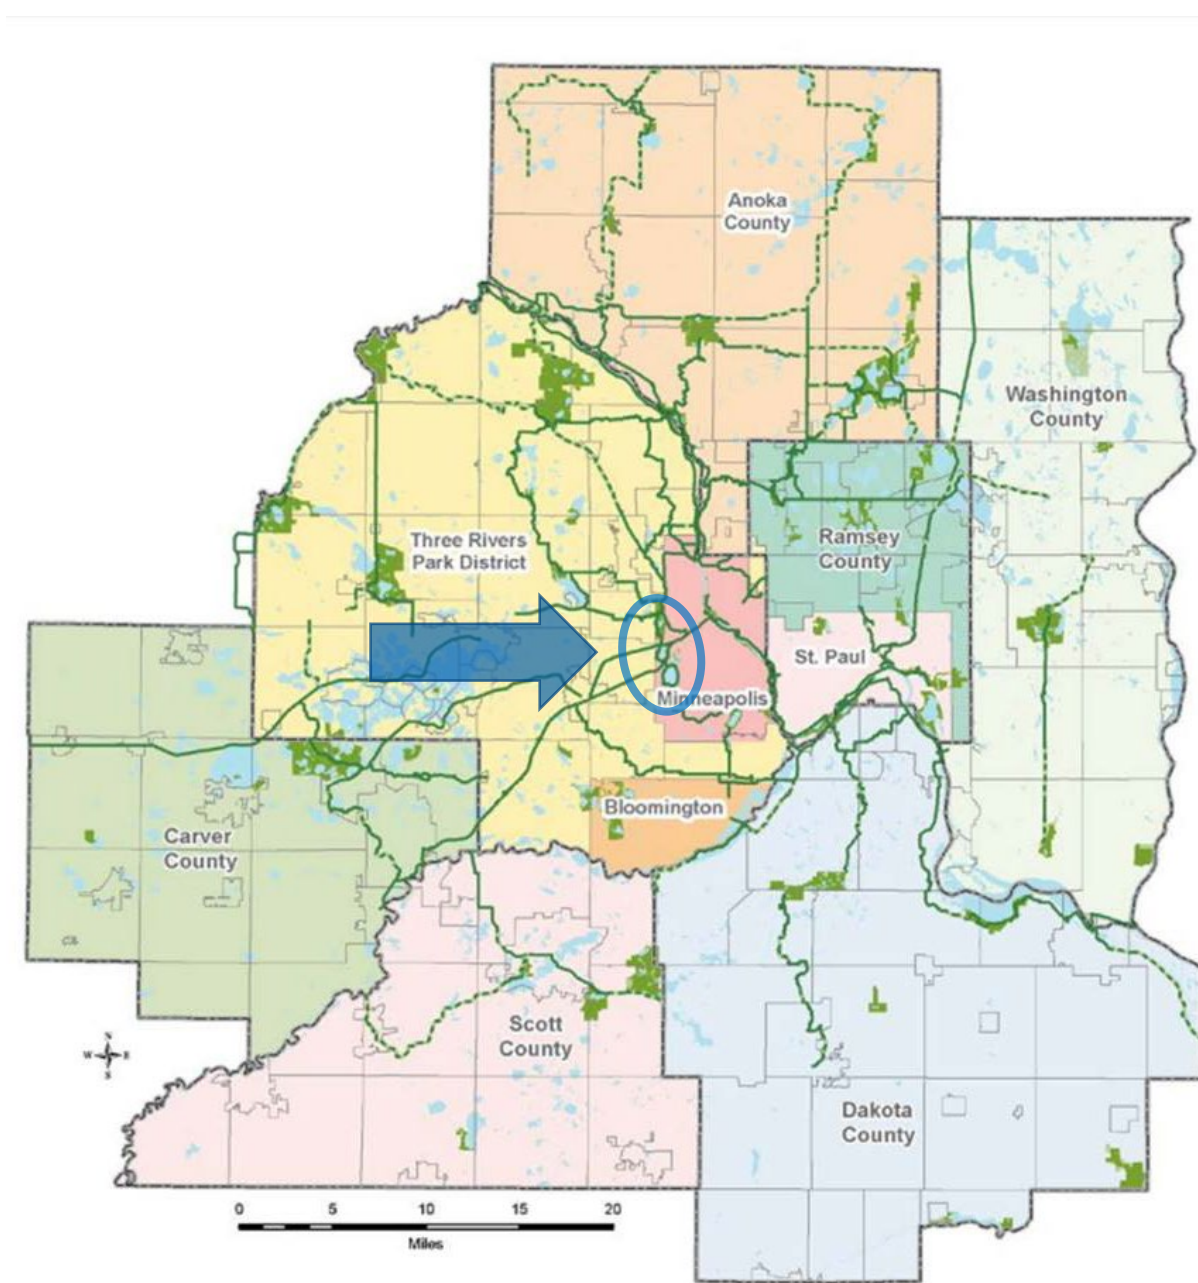 Anoka
County
Washington
County
Three Rivers
Park District
Ramsey
County
St. Paul
Minneapolis
Bloomington
Carver
County
Scott
County
Dakota
County
W E
S
0 5 10 15 20
Miles